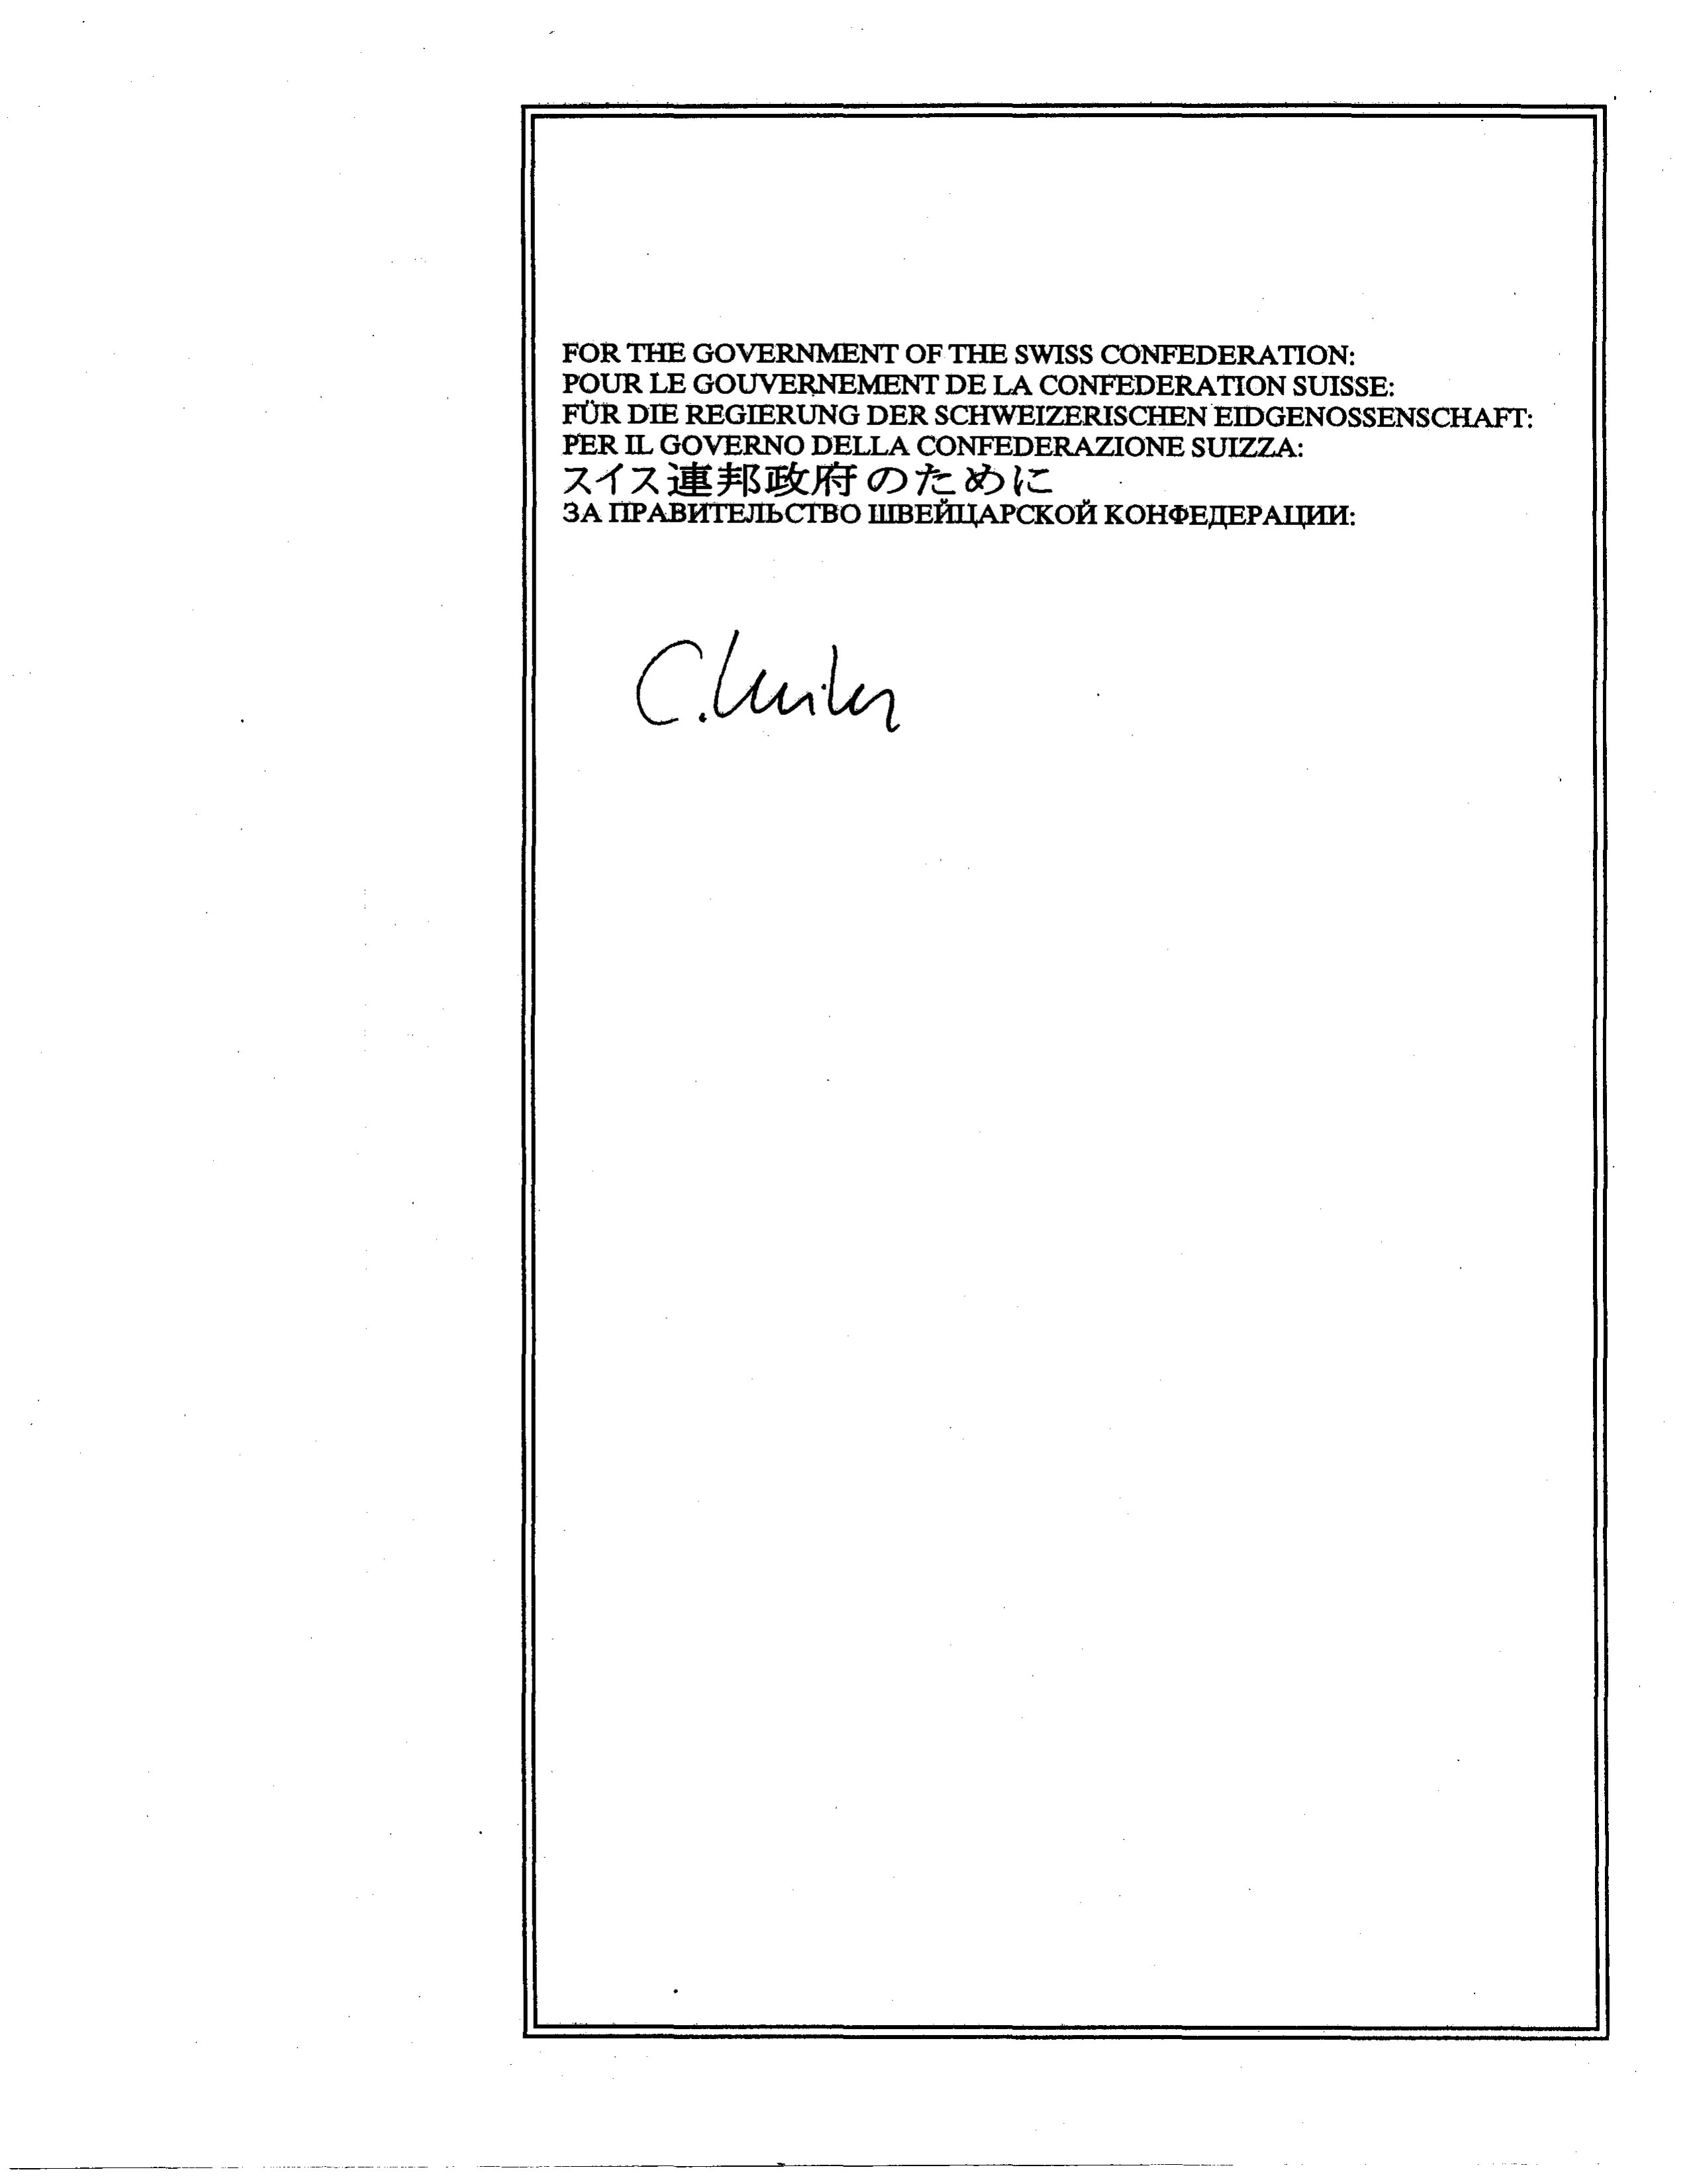 FOR THE GOVERNMENT OF THE SWISS CONFEDERATION:
POUR LE GOUVERNEMENT DE LA CONFEDERATION SUISSE:
FÜR DIE REGIERUNG DER SCHWEIZERISCHEN EIDGENOSSENSCHAFT:
PER IL GOVERNO DELLA CONFEDERAZIONE SUIZZA:
スイス連邦政府のために
ЗА ПРАВИТЕЛЬСТВО ШВЕЙЦАРСКОЙ КОНФЕДЕРАЦИИ:
C.